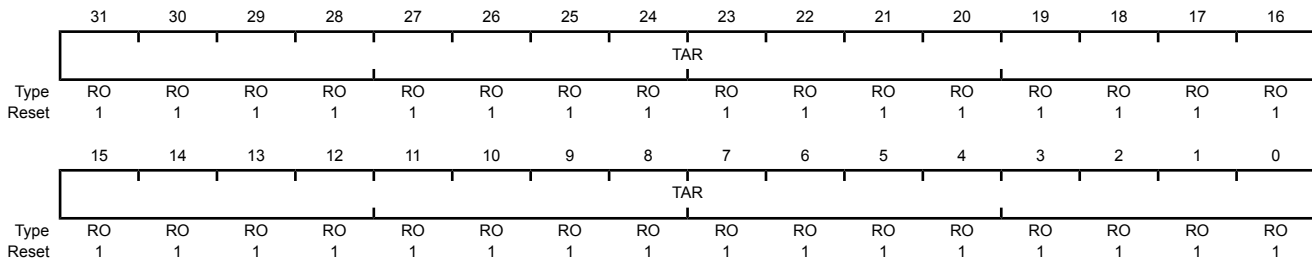 31 30 29 28 27 26 25 24 23 22 21 20 19 18 17 16
TAR
Type RO RO RO RO RO RO RO RO RO RO RO RO RO RO RO RO
Reset 1 1 1 1 1 1 1 1 1 1 1 1 1 1 1 1
15 14 13 12 11 10 9 8 7 6 5 4 3 2 1 0
TAR
Type RO RO RO RO RO RO RO RO RO RO RO RO RO RO RO RO
Reset 1 1 1 1 1 1 1 1 1 1 1 1 1 1 1 1